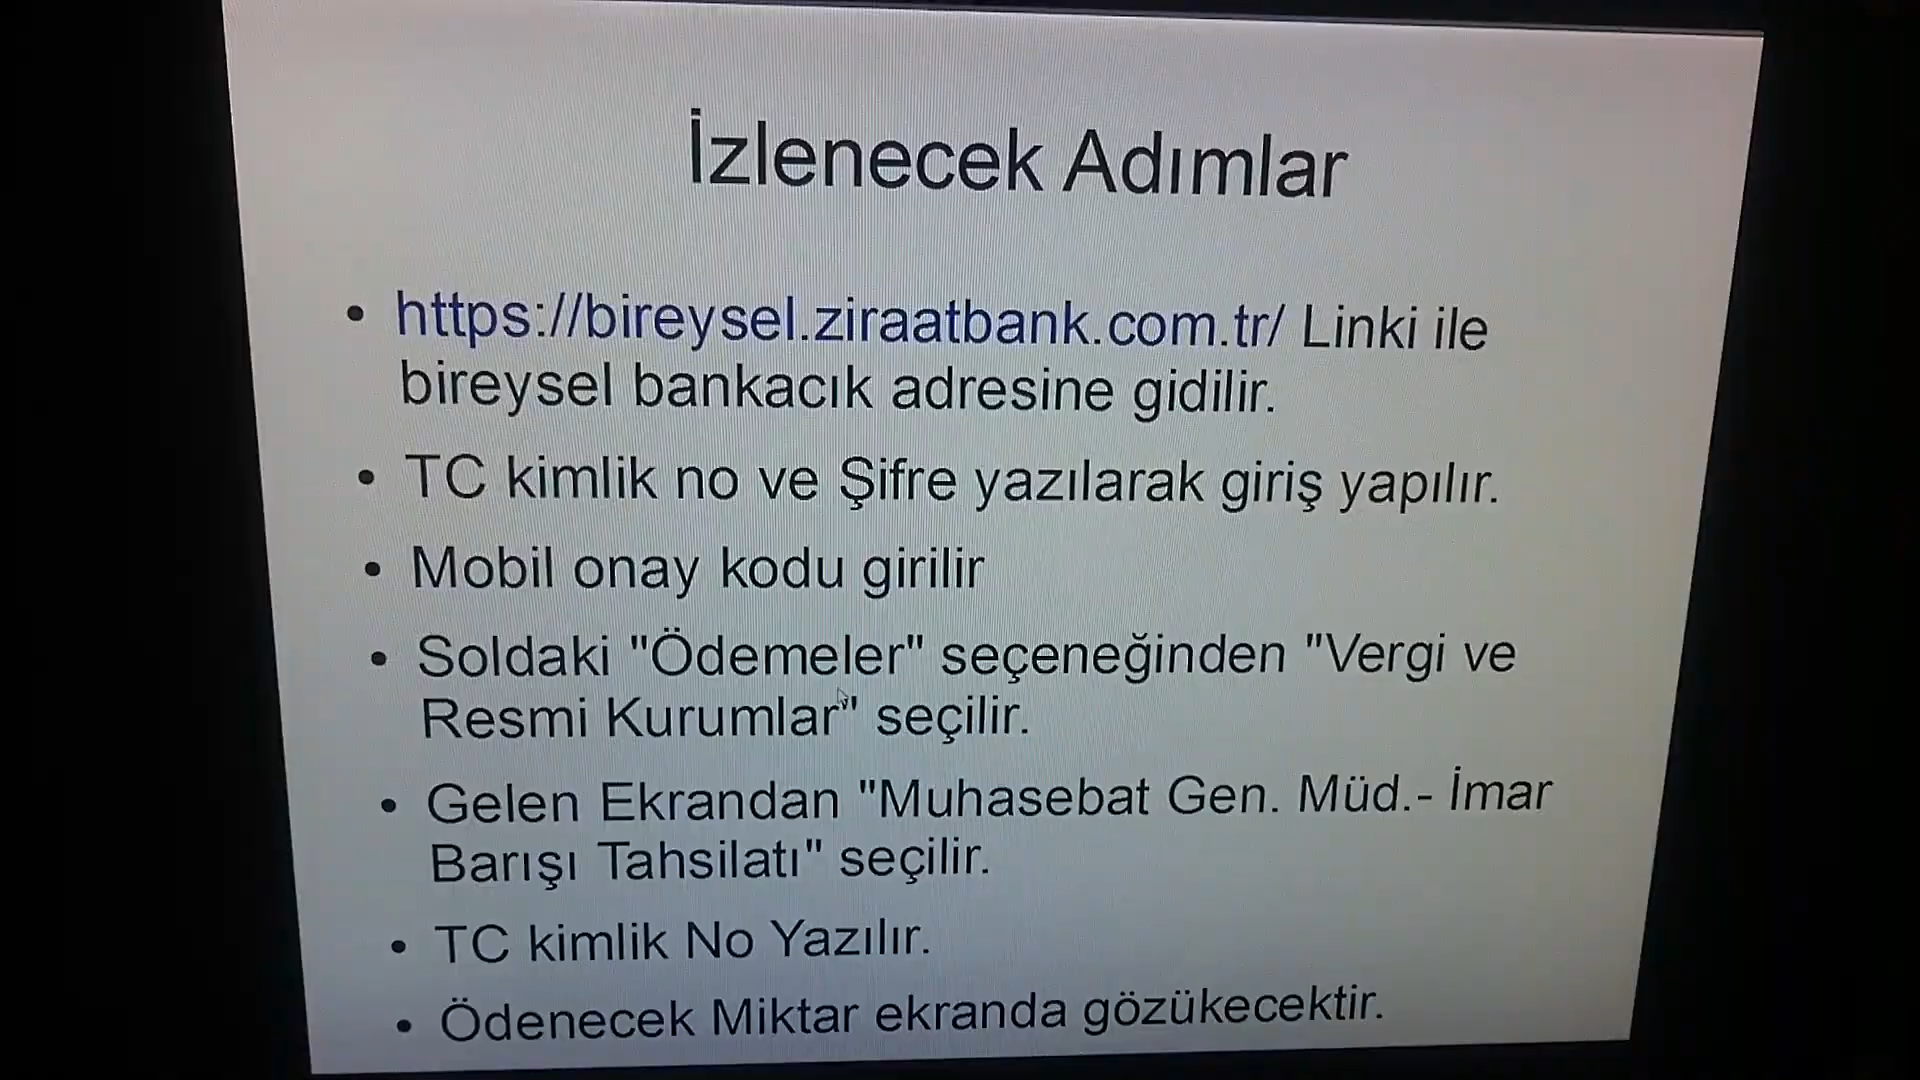 İzlenecek Adımlar
• https://bireysel.ziraatbank.com.tr/ Linki ile
bireysel bankacık adresine gidilir.
• TC kimlik no ve Şifre yazılarak giriş yapılır.
• Mobil onay kodu girilir
• Soldaki "Ödemeler" seçeneğinden "Vergi ve
Resmi Kurumlar" seçilir.
• Gelen Ekrandan "Muhasebat Gen. Müd.- İmar
Barışı Tahsilatı" seçilir.
• TC kimlik No Yazılır.
• Ödenecek Miktar ekranda gözükecektir.